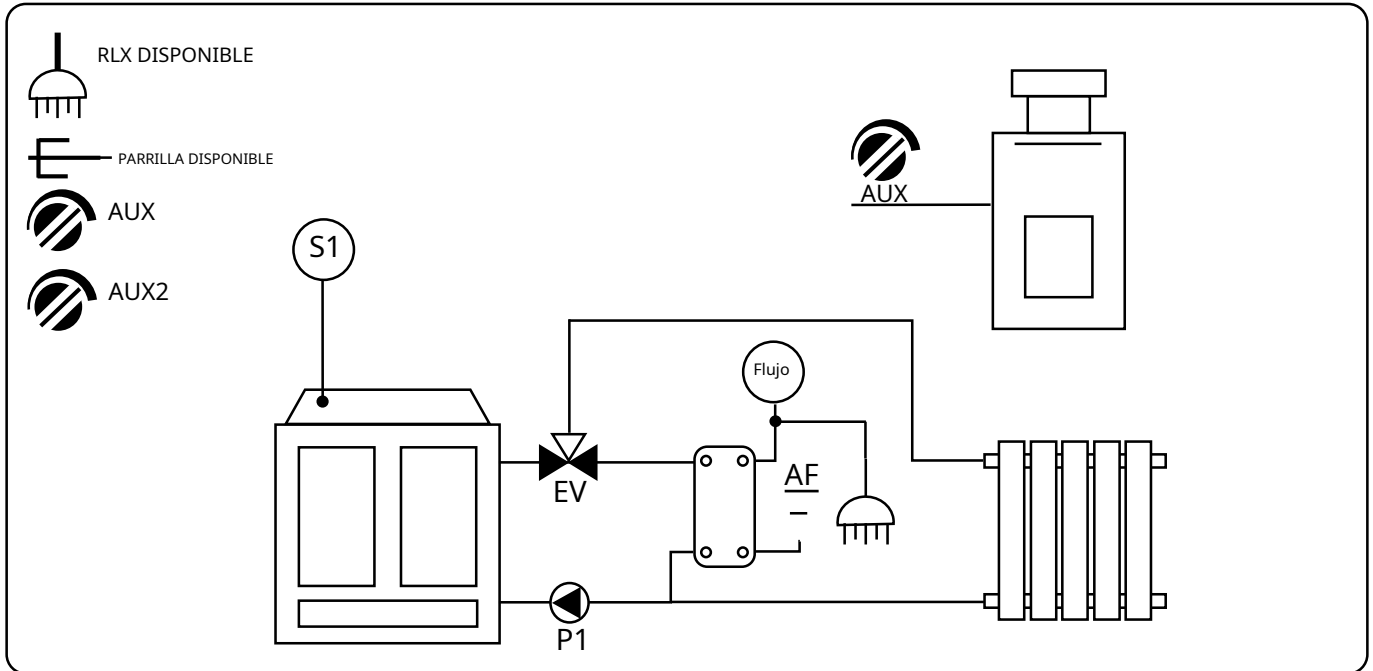 RLX DISPONIBLE
PARRILLA DISPONIBLE
AUX
AUX
S1
AUX2
Flujo
AF
EV
P1